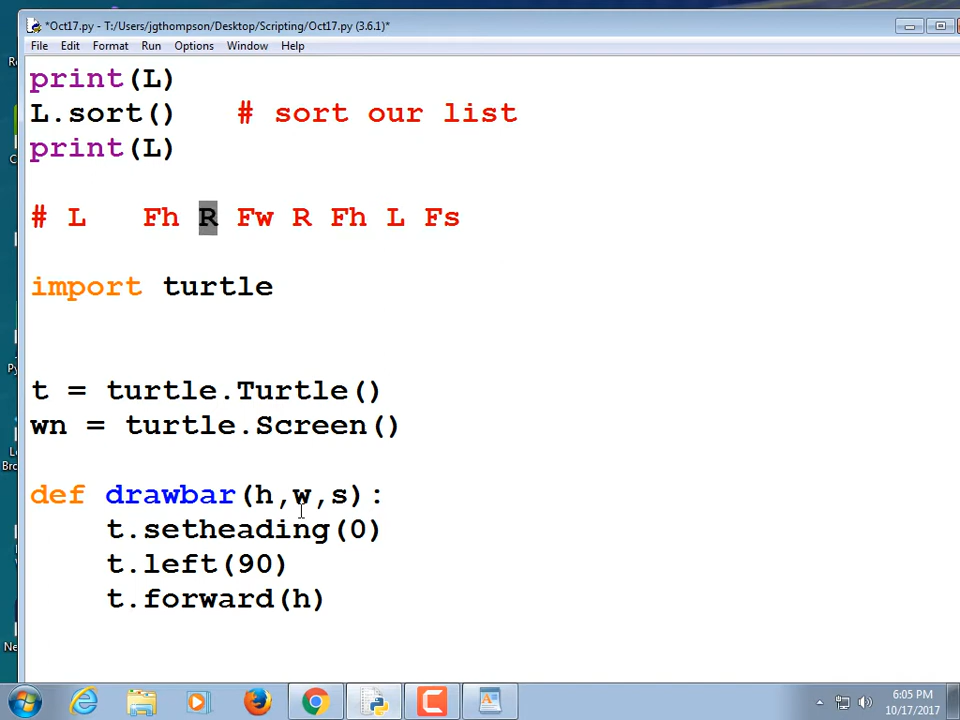 *Oct17.py - T:/Users/jgthompson/Desktop/Scripting/Oct17.py (3.6.1)*
File Edit Format Run Options Window Help
print(L)
L.sort()   # sort our list
print(L)
# L   Fh R Fw R Fh L Fs
import turtle
t = turtle.Turtle()
wn = turtle.Screen()
def drawbar(h,w,s):
    t.setheading(0)
    t.left(90)
    t.forward(h)
6:05 PM
10/17/2017